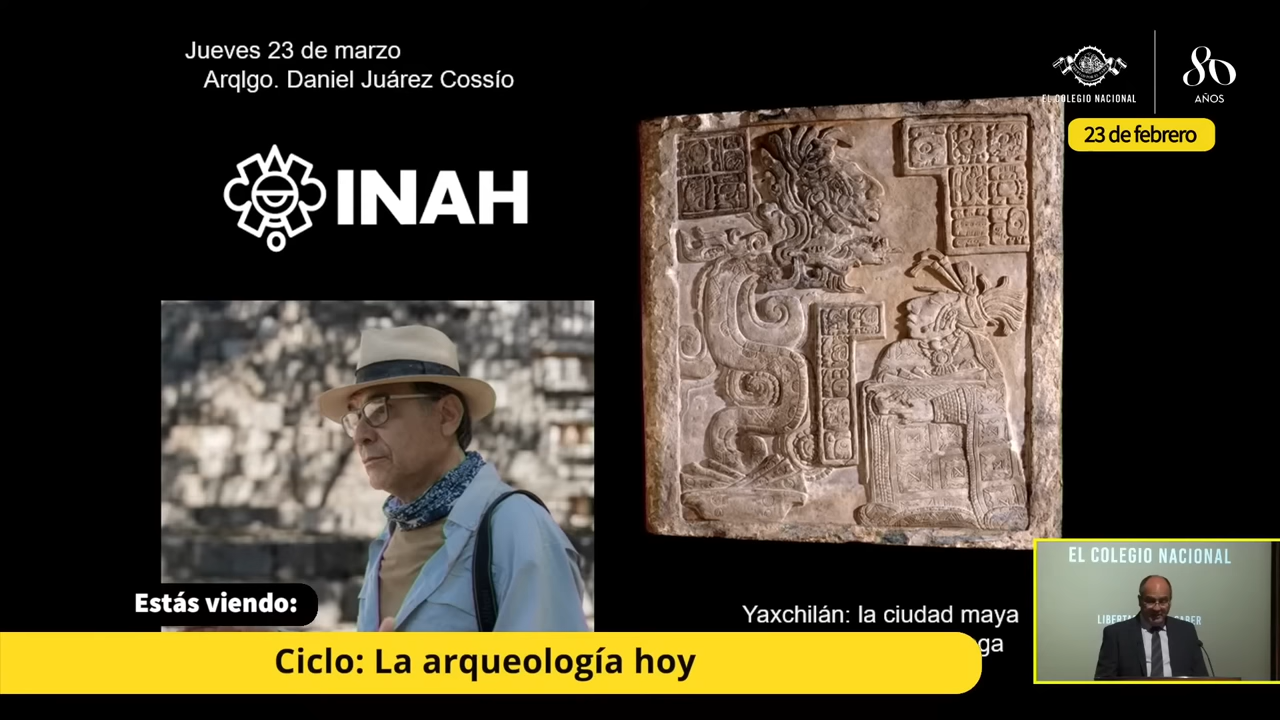 Jueves 23 de marzo
Arqlgo. Daniel Juárez Cossío
INAH
EL COLEGIO NACIONAL
80
AÑOS
23 de febrero
Yaxchilán: la ciudad maya
ga
Estás viendo:
Ciclo: La arqueología hoy
EL COLEGIO NACIONAL